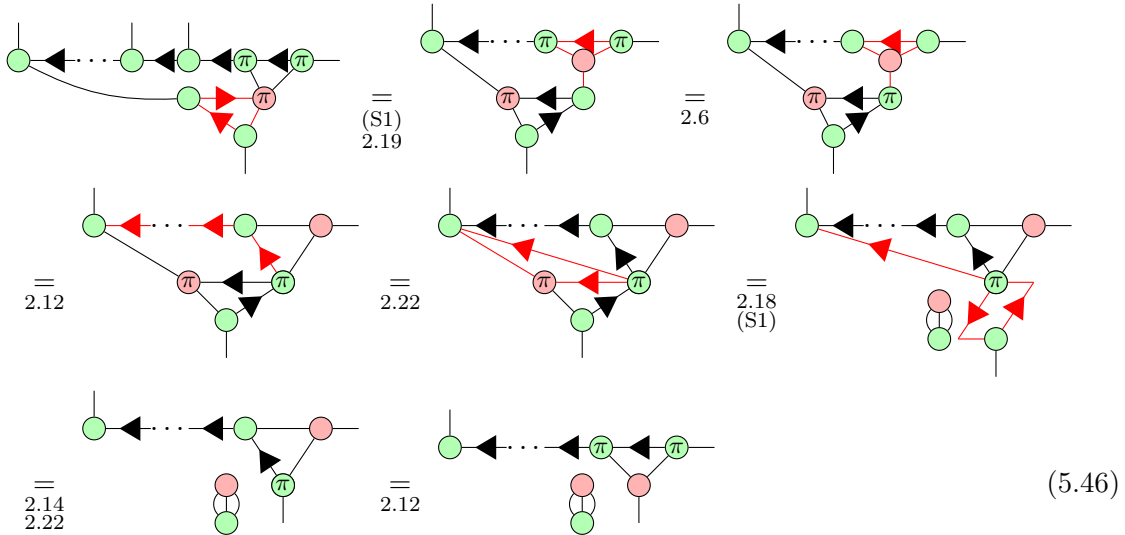 · · · π π π = (S1) 2.19 · · · π π π = 2.6 · · · π π
= 2.12 · · · π π = 2.22 · · · π π = 2.18 (S1) · · · π
= 2.14 2.22 · · · π = 2.12 · · · π π (5.46)